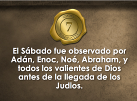 7
El Sábado fue observado por
Adán, Enoc, Noé, Abraham, y
todos los valientes de Dios
antes de la llegada de los
Judíos.